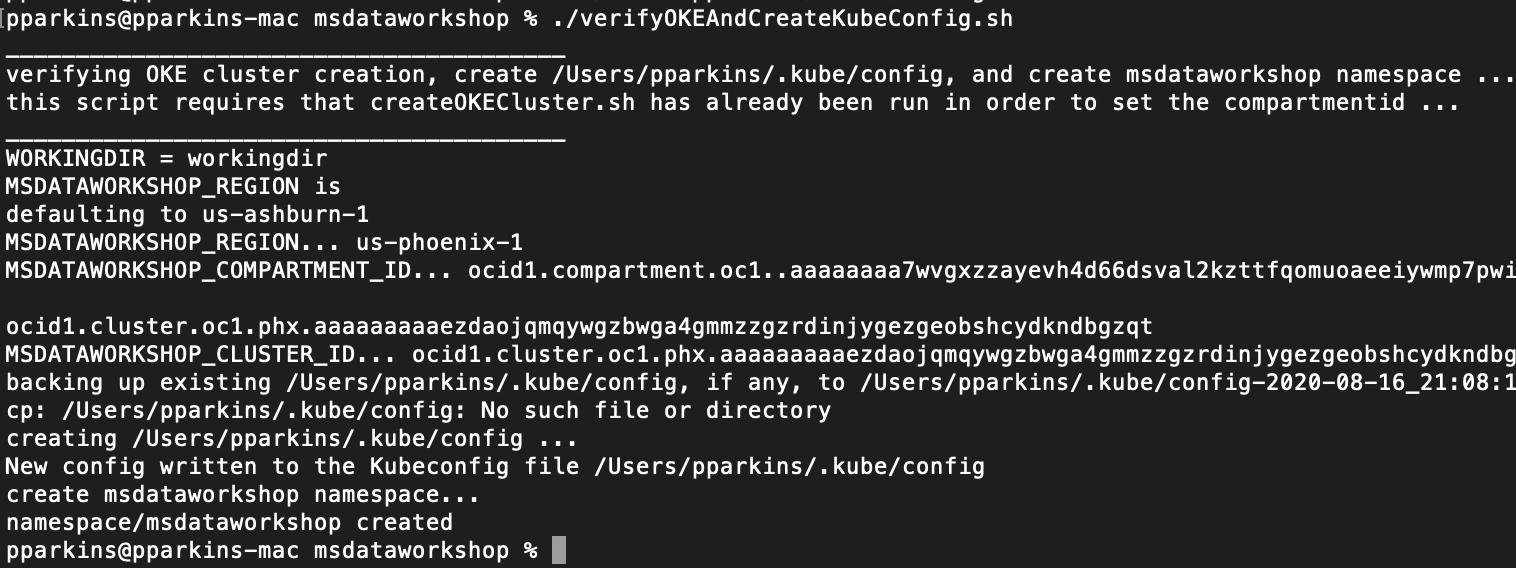 pparkins@pparkins-mac msdataworkshop % ./verifyOKEAndCreateKubeConfig.sh
________________________________________
verifying OKE cluster creation, create /Users/pparkins/.kube/config, and create msdataworkshop namespace ...
this script requires that createOKECluster.sh has already been run in order to set the compartmentid ...
________________________________________
WORKINGDIR = workingdir
MSDATAWORKSHOP_REGION is
defaulting to us-ashburn-1
MSDATAWORKSHOP_REGION... us-phoenix-1
MSDATAWORKSHOP_COMPARTMENT_ID... ocid1.compartment.oc1..aaaaaaaa7wvgxzzayevh4d66dsval2kzttfqomuoaeeiywmp7pwi
ocid1.cluster.oc1.phx.aaaaaaaaaezdaojqmqywgzbwga4gmmzzgzrdinjygezgeobshcydkndbgzqt
MSDATAWORKSHOP_CLUSTER_ID... ocid1.cluster.oc1.phx.aaaaaaaaaezdaojqmqywgzbwga4gmmzzgzrdinjygezgeobshcydkndbg
backing up existing /Users/pparkins/.kube/config, if any, to /Users/pparkins/.kube/config-2020-08-16_21:08:1
cp: /Users/pparkins/.kube/config: No such file or directory
creating /Users/pparkins/.kube/config ...
New config written to the Kubeconfig file /Users/pparkins/.kube/config
create msdataworkshop namespace...
namespace/msdataworkshop created
pparkins@pparkins-mac msdataworkshop %